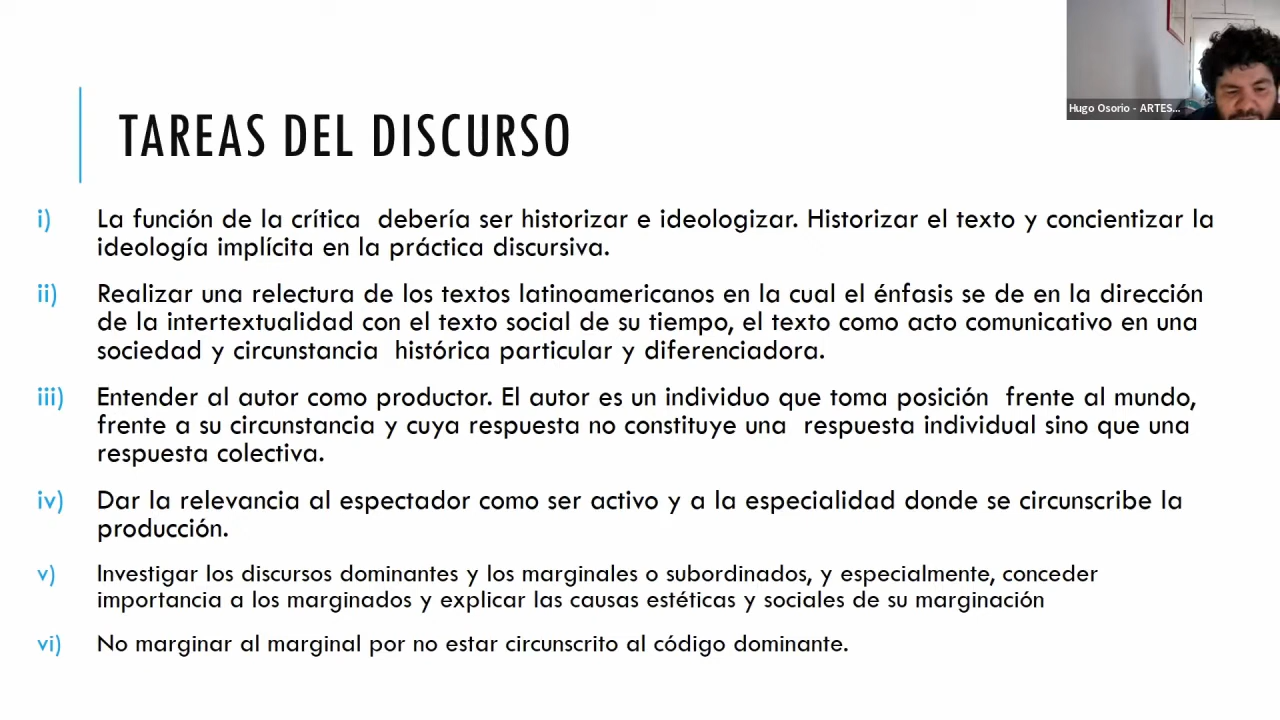 Hugo Osorio - ARTES...
TAREAS DEL DISCURSO
i) La función de la crítica debería ser historizar e ideologizar. Historizar el texto y concientizar la
ideología implícita en la práctica discursiva.
ii) Realizar una relectura de los textos latinoamericanos en la cual el énfasis se de en la dirección
de la intertextualidad con el texto social de su tiempo, el texto como acto comunicativo en una
sociedad y circunstancia histórica particular y diferenciadora.
iii) Entender al autor como productor. El autor es un individuo que toma posición frente al mundo,
frente a su circunstancia y cuya respuesta no constituye una respuesta individual sino que una
respuesta colectiva.
iv) Dar la relevancia al espectador como ser activo y a la especialidad donde se circunscribe la
producción.
v) Investigar los discursos dominantes y los marginales o subordinados, y especialmente, conceder
importancia a los marginados y explicar las causas estéticas y sociales de su marginación
vi) No marginar al marginal por no estar circunscrito al código dominante.